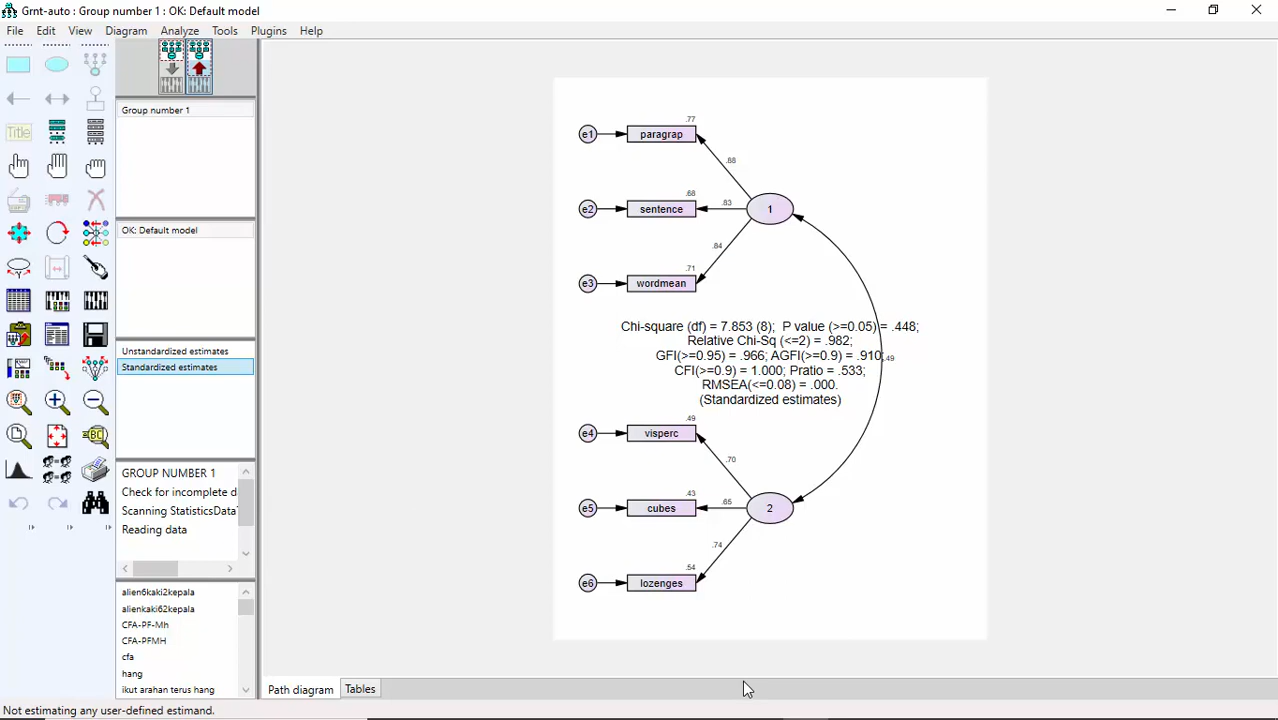 Grnt-auto : Group number 1 : OK: Default model
File Edit View Diagram Analyze Tools Plugins Help
Title
Group number 1
OK: Default model
Unstandardized estimates
Standardized estimates
GROUP NUMBER 1
Check for incomplete d
Scanning StatisticsData
Reading data
alien6kaki2kepala
alienkaki62kepala
CFA-PF-Mh
CFA-PFMH
cfa
hang
ikut arahan terus hang
ABC
.77
e1 paragrap
.88
.68
e2 sentence .83 1
.84
.71
e3 wordmean
Chi-square (df) = 7.853 (8); P value (>=0.05) = .448;
Relative Chi-Sq (<=2) = .982;
GFI(>=0.95) = .966; AGFI(>=0.9) = .910; .49
CFI(>=0.9) = 1.000; Pratio = .533;
RMSEA(<=0.08) = .000.
(Standardized estimates)
.49
e4 visperc
.70
.43
e5 cubes .65 2
.74
.54
e6 lozenges
Path diagram Tables
Not estimating any user-defined estimand.